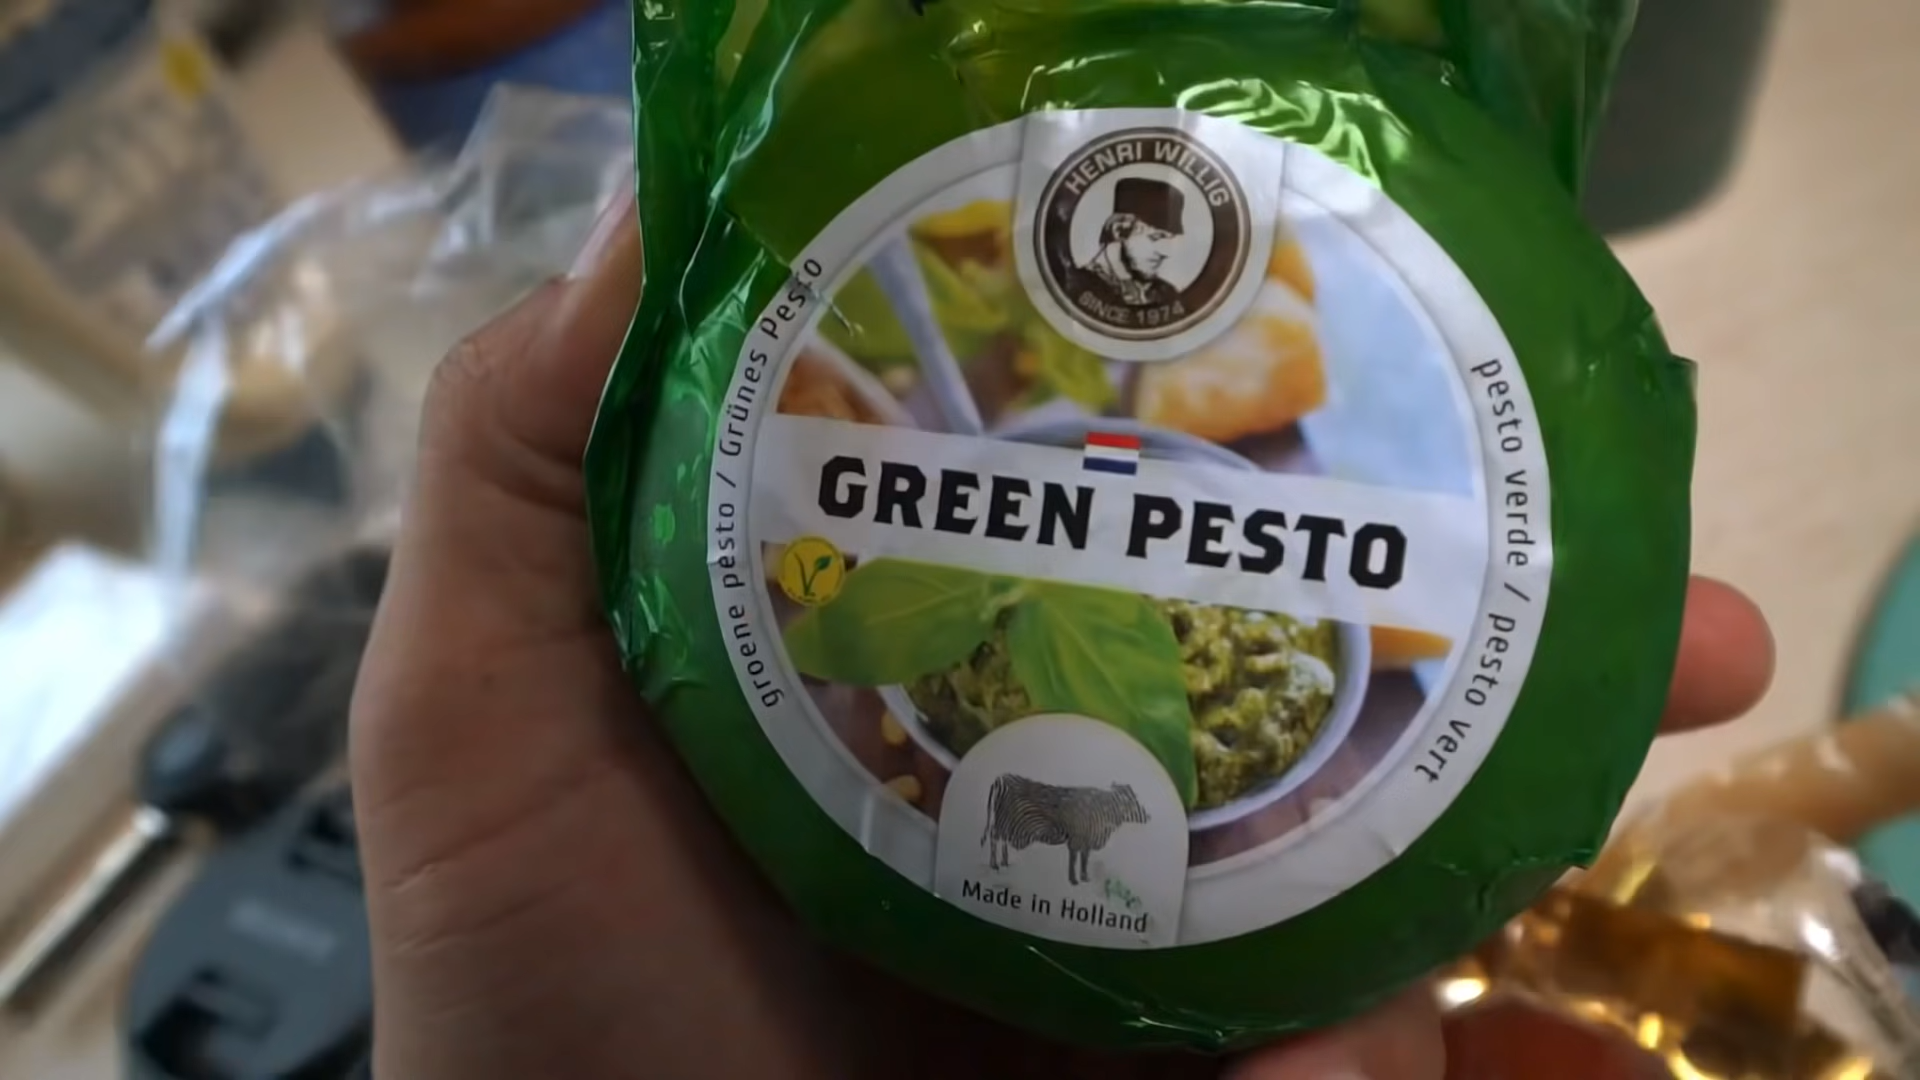 HENRI WILLIG
SINCE 1974
groene pesto / Grünes Pesto
GREEN PESTO
pesto verde / pesto vert
Made in Holland